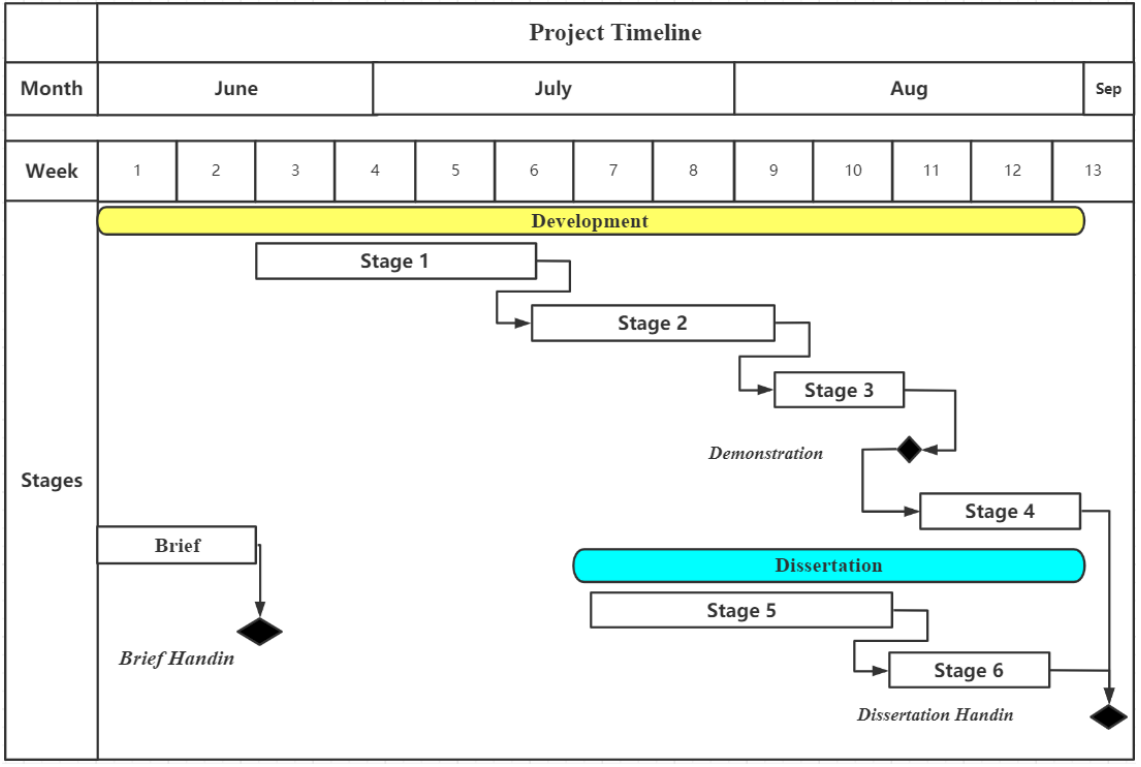 Project Timeline
Month June July Aug Sep
Week 1 2 3 4 5 6 7 8 9 10 11 12 13
Development
Stage 1
Stage 2
Stage 3
Demonstration
Stages
Stage 4
Brief
Dissertation
Stage 5
Brief Handin
Stage 6
Dissertation Handin